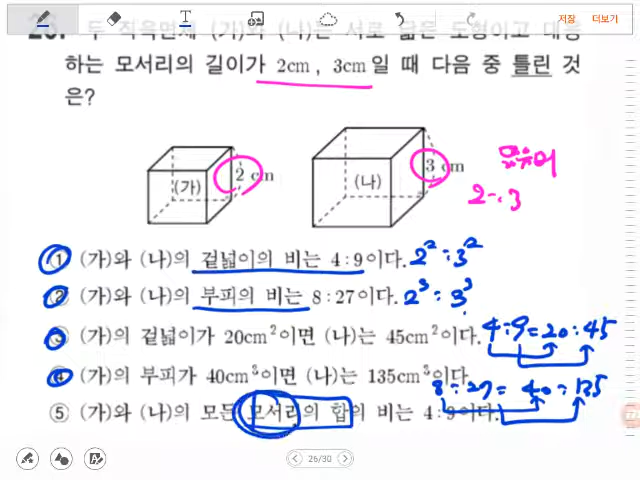 저장 더보기
두 직육면체 (가)와 (나)는 서로 닮은 도형이고 대응
하는 모서리의 길이가 2cm, 3cm일 때 다음 중 틀린 것
은?
(가) 2 cm (나) 3 cm
2 : 3
① (가)와 (나)의 겉넓이의 비는 4 : 9이다. 2² : 3²
② (가)와 (나)의 부피의 비는 8 : 27이다. 2³ : 3³
③ (가)의 겉넓이가 20cm²이면 (나)는 45cm²이다. 4 : 9 = 20 : 45
④ (가)의 부피가 40cm³이면 (나)는 135cm³이다. 8 : 27 = 40 : 135
⑤ (가)와 (나)의 모든 모서리의 합의 비는 4 : 9이다.
26/30